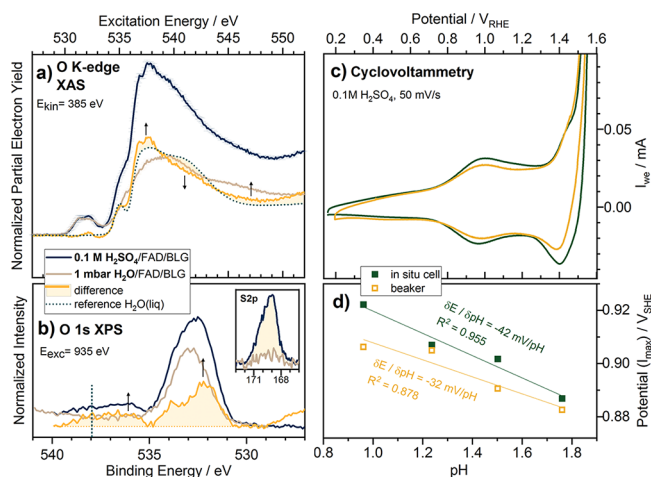 Excitation Energy / eV
530 535 540 545 550
Normalized Partial Electron Yield
a) O K-edge
XAS
Ekin= 385 eV
0.1 M H2SO4/FAD/BLG
1 mbar H2O/FAD/BLG
difference
reference H2O(liq)
Normalized Intensity
b) O 1s XPS
Eexc= 935 eV
S2p
171 168
540 535 530
Binding Energy / eV
Potential / VRHE
0.2 0.4 0.6 0.8 1.0 1.2 1.4 1.6
c) Cyclovoltammetry
0.1M H2SO4, 50 mV/s
0.05
0.00
Iwe / mA
in situ cell
beaker
d)
δE / δpH = -42 mV/pH
R2 = 0.955
δE / δpH = -32 mV/pH
R2 = 0.878
0.92
0.90
0.88
Potential (Imax) / VSHE
0.8 1.0 1.2 1.4 1.6 1.8
pH